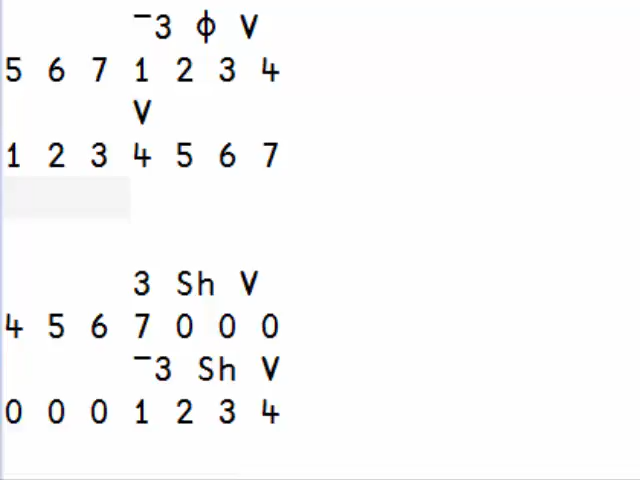 ¯3 ⌽ V
5 6 7 1 2 3 4
V
1 2 3 4 5 6 7
3 Sh V
4 5 6 7 0 0 0
¯3 Sh V
0 0 0 1 2 3 4